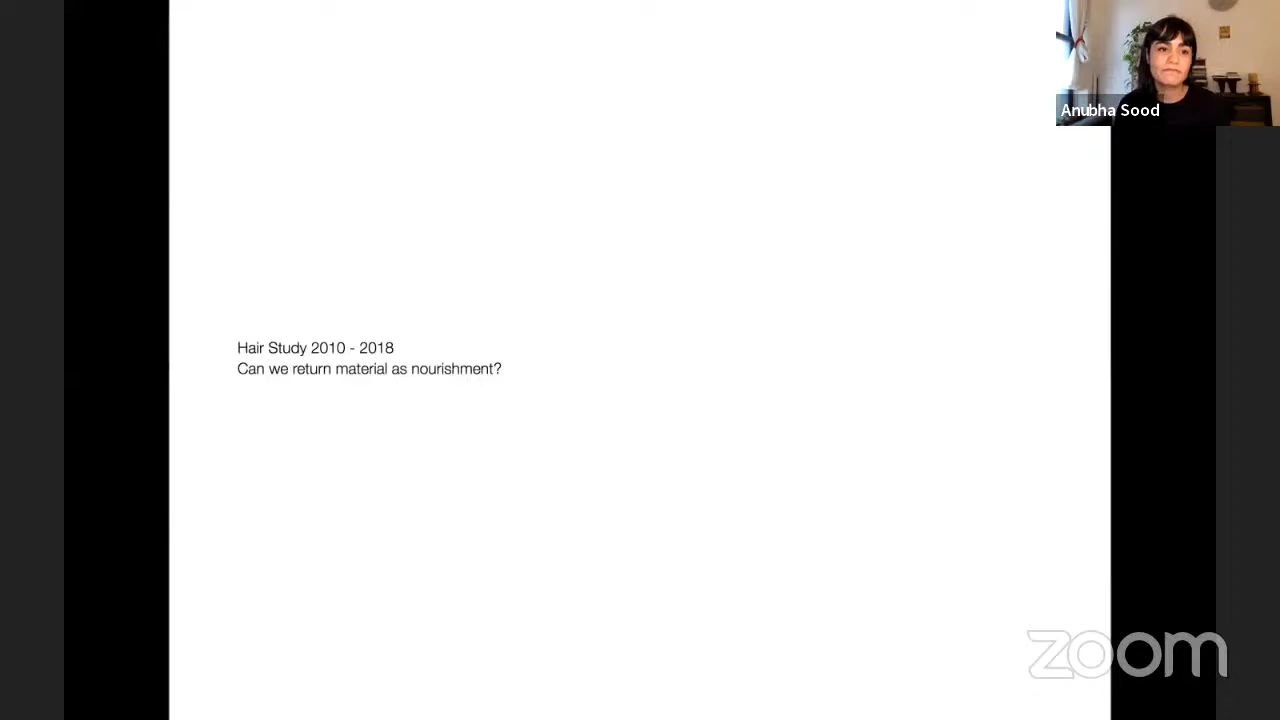 Anubha Sood
Hair Study 2010 - 2018
Can we return material as nourishment?
zoom